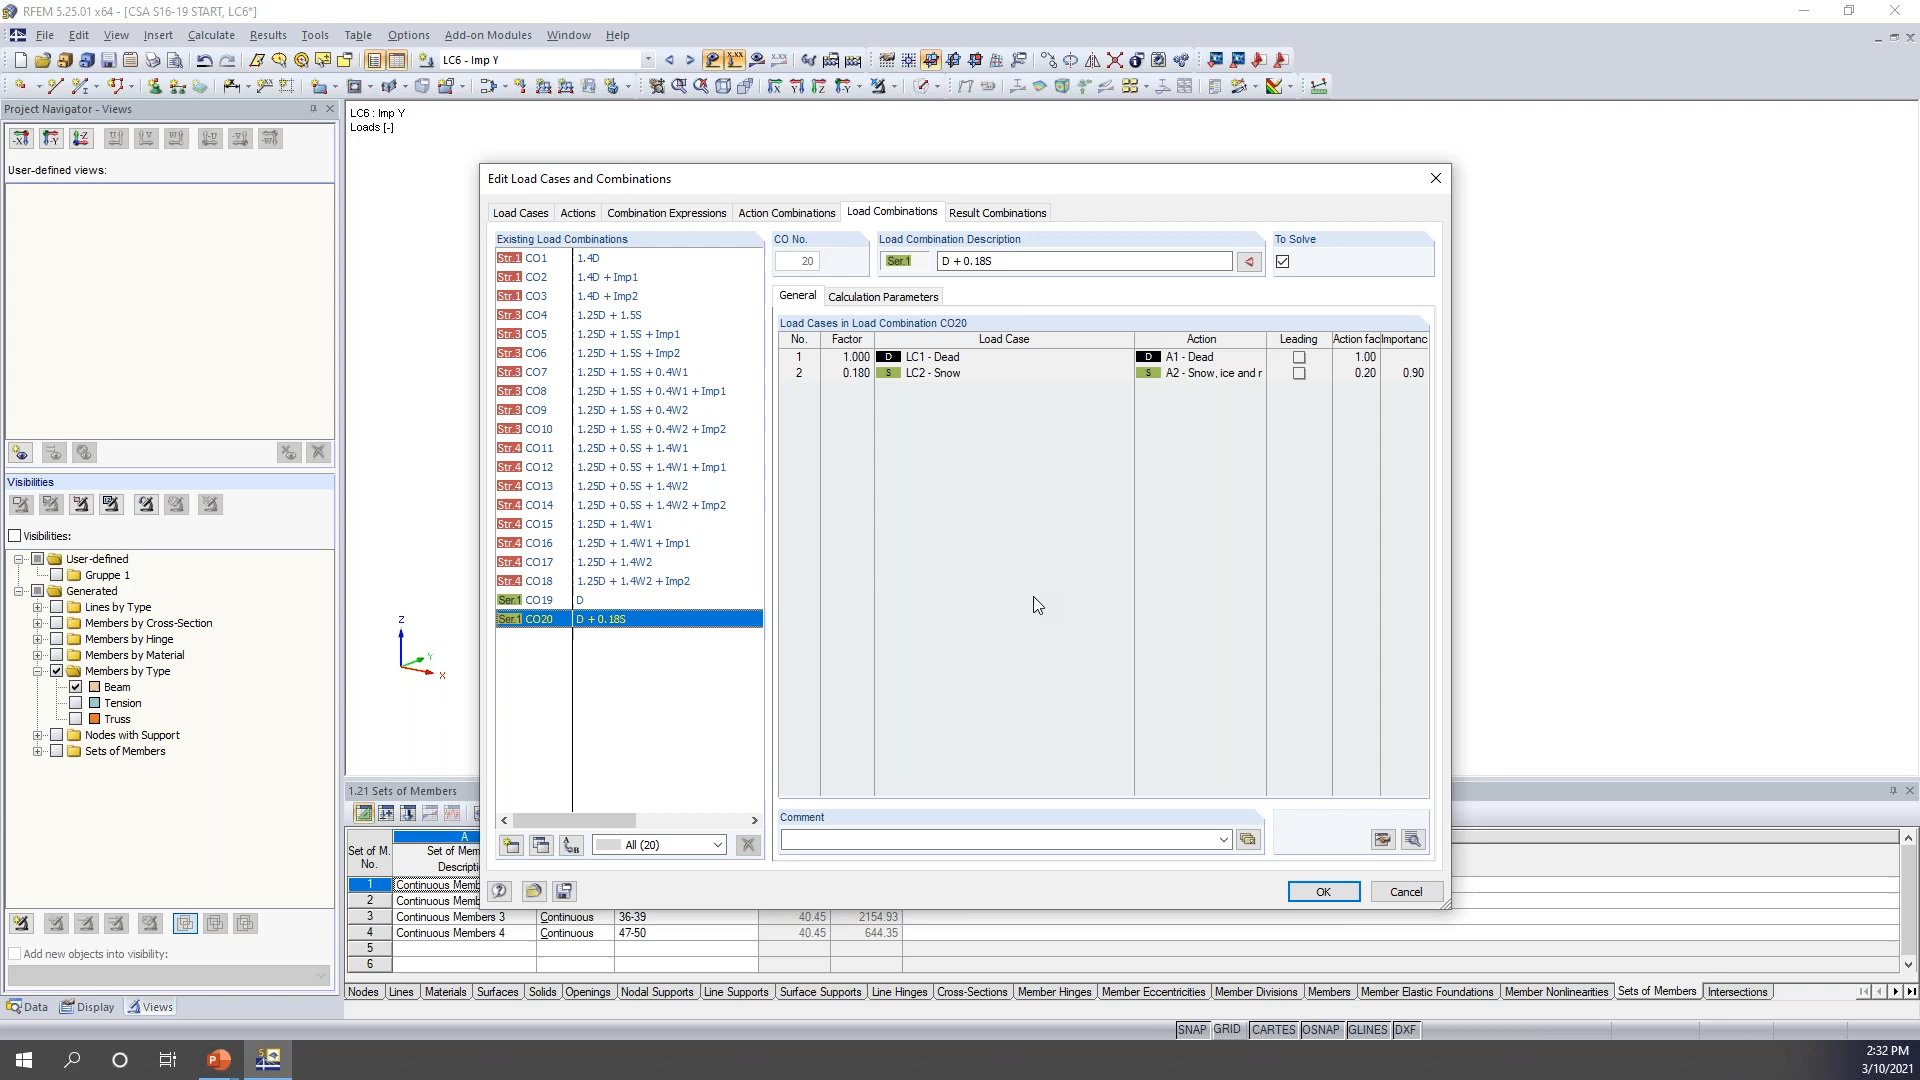 RFEM 5.25.01 x64 - [CSA S16-19 START, LC6*]
File Edit View Insert Calculate Results Tools Table Options Add-on Modules Window Help
LC6 - Imp Y
Project Navigator - Views
User-defined views:
Visibilities
Visibilities:
User-defined
Gruppe 1
Generated
Lines by Type
Members by Cross-Section
Members by Hinge
Members by Material
Members by Type
Beam
Tension
Truss
Nodes with Support
Sets of Members
Add new objects into visibility:
Data Display Views
LC6 : Imp Y
Loads [-]
Z
Y
X
Edit Load Cases and Combinations
Load Cases Actions Combination Expressions Action Combinations Load Combinations Result Combinations
Existing Load Combinations
Str.1 CO1 1.4D
Str.1 CO2 1.4D + Imp1
Str.1 CO3 1.4D + Imp2
Str.3 CO4 1.25D + 1.5S
Str.3 CO5 1.25D + 1.5S + Imp1
Str.3 CO6 1.25D + 1.5S + Imp2
Str.3 CO7 1.25D + 1.5S + 0.4W1
Str.3 CO8 1.25D + 1.5S + 0.4W1 + Imp1
Str.3 CO9 1.25D + 1.5S + 0.4W2
Str.3 CO10 1.25D + 1.5S + 0.4W2 + Imp2
Str.4 CO11 1.25D + 0.5S + 1.4W1
Str.4 CO12 1.25D + 0.5S + 1.4W1 + Imp1
Str.4 CO13 1.25D + 0.5S + 1.4W2
Str.4 CO14 1.25D + 0.5S + 1.4W2 + Imp2
Str.4 CO15 1.25D + 1.4W1
Str.4 CO16 1.25D + 1.4W1 + Imp1
Str.4 CO17 1.25D + 1.4W2
Str.4 CO18 1.25D + 1.4W2 + Imp2
Ser.1 CO19 D
Ser.1 CO20 D + 0.18S
All (20)
CO No.
20
Load Combination Description
Ser.1 D + 0.18S
To Solve
General Calculation Parameters
Load Cases in Load Combination CO20
No. Factor Load Case Action Leading Action fac Importanc
1 1.000 D LC1 - Dead D A1 - Dead 1.00
2 0.180 S LC2 - Snow S A2 - Snow, ice and r 0.20 0.90
Comment
OK Cancel
1.21 Sets of Members
A
Set of M. Set of Mem
No. Descripti
1 Continuous Memb
2 Continuous Memb
3 Continuous Members 3 Continuous 36-39 40.45 2154.93
4 Continuous Members 4 Continuous 47-50 40.45 644.35
5
6
Nodes Lines Materials Surfaces Solids Openings Nodal Supports Line Supports Surface Supports Line Hinges Cross-Sections Member Hinges Member Eccentricities Member Divisions Members Member Elastic Foundations Member Nonlinearities Sets of Members Intersections
SNAP GRID CARTES OSNAP GLINES DXF
2:32 PM
3/10/2021